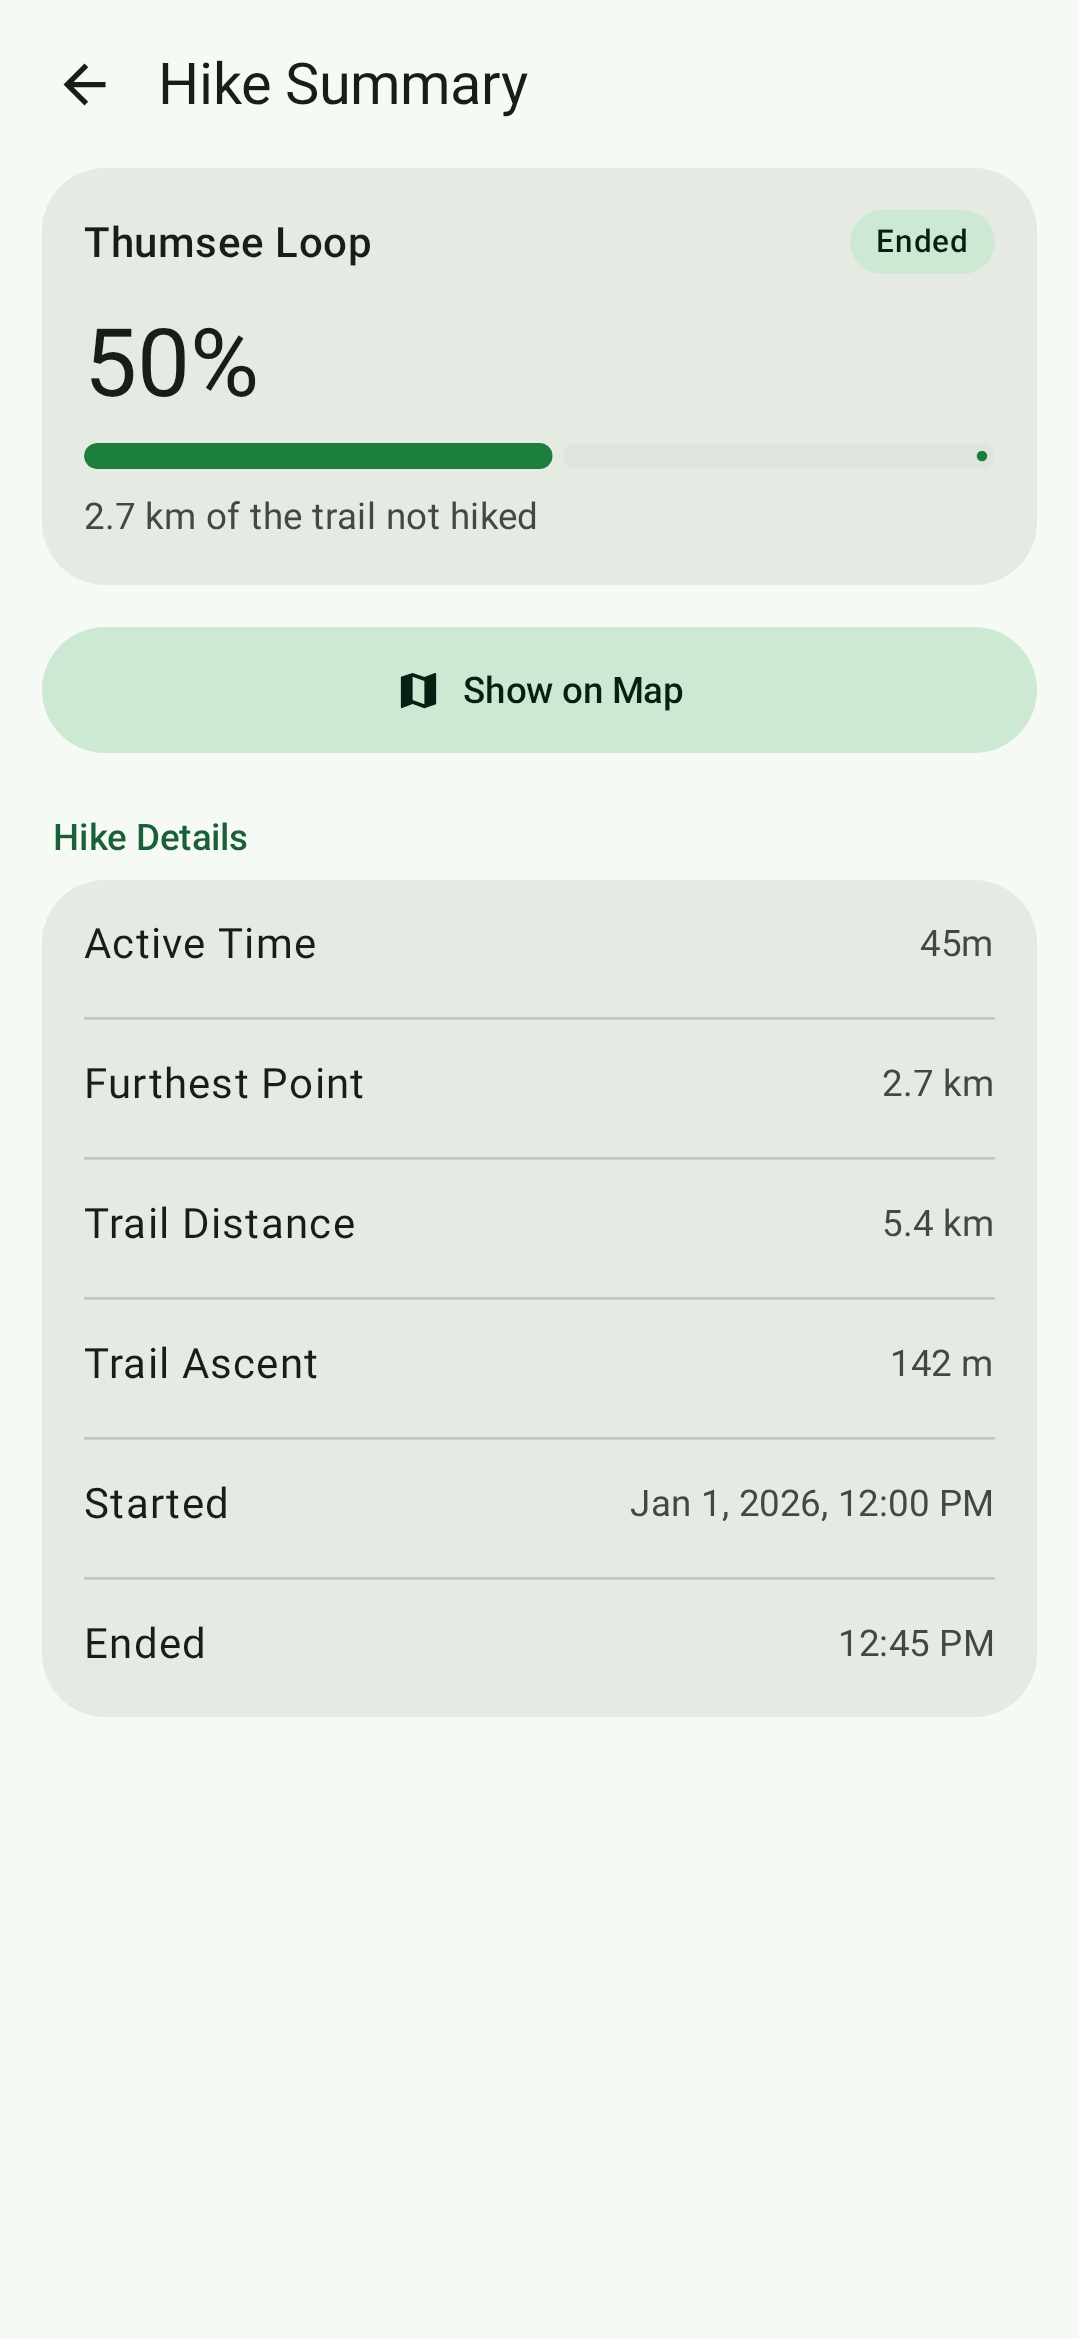 Hike Summary
Thumsee Loop
Ended
50%
2.7 km of the trail not hiked
Show on Map
Hike Details
Active Time 45m
Furthest Point 2.7 km
Trail Distance 5.4 km
Trail Ascent 142 m
Started Jan 1, 2026, 12:00 PM
Ended 12:45 PM